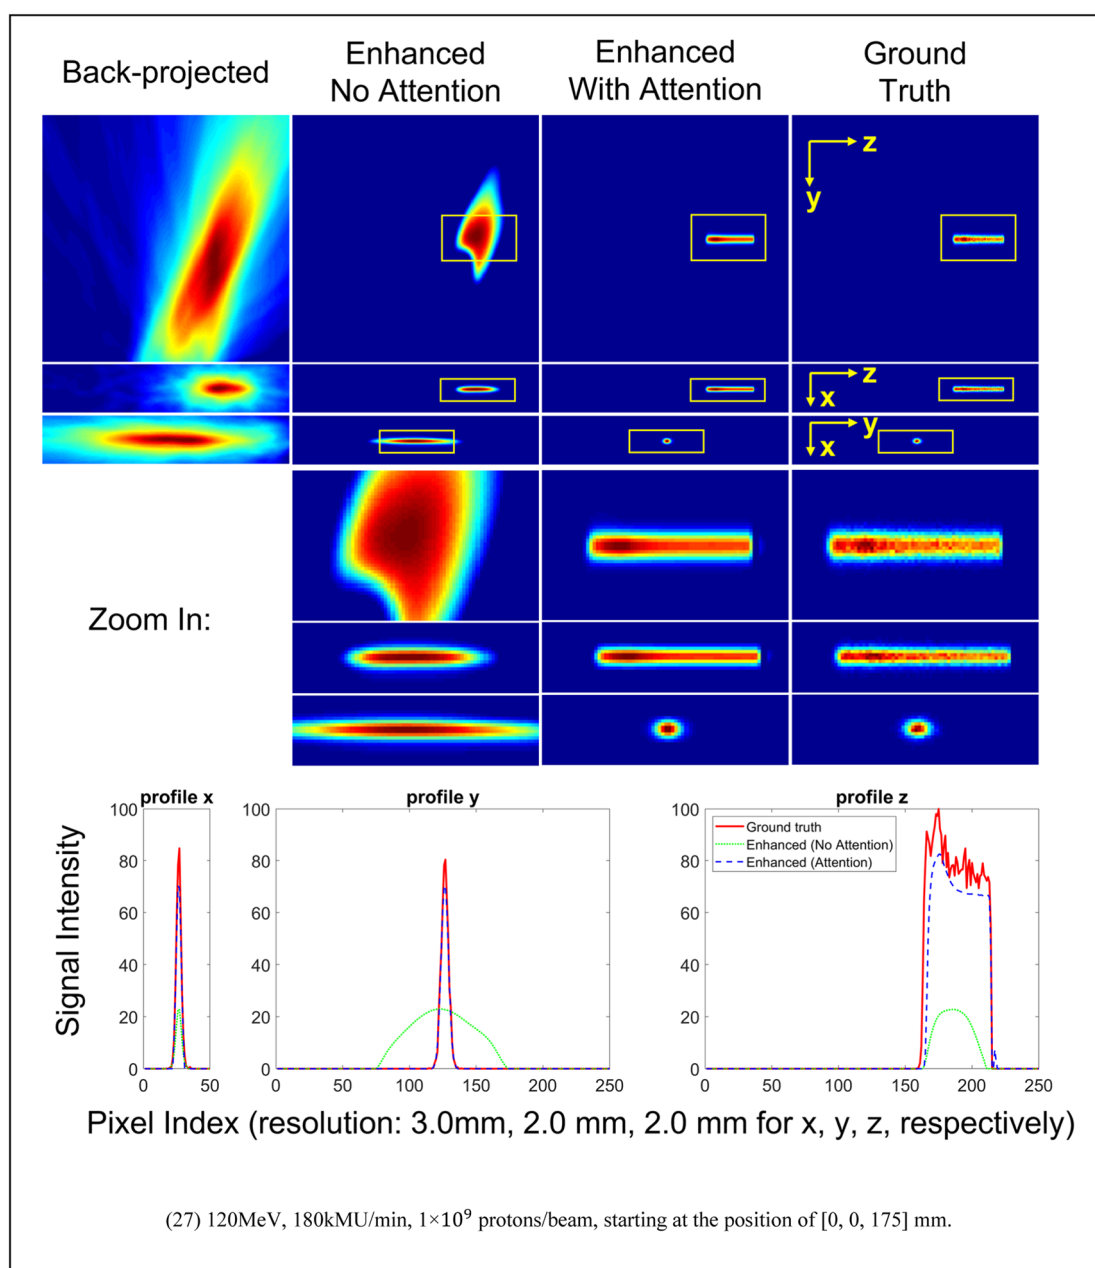 Back-projected
Enhanced
No Attention
Enhanced
With Attention
Ground
Truth
z
y
z
x
y
x
Zoom In:
profile x
profile y
profile z
Signal Intensity
100
80
60
40
20
0
0
50
100
80
60
40
20
0
0
50
100
150
200
250
100
80
60
40
20
0
0
50
100
150
200
250
Ground truth
Enhanced (No Attention)
Enhanced (Attention)
Pixel Index (resolution: 3.0mm, 2.0 mm, 2.0 mm for x, y, z, respectively)
(27) 120MeV, 180kMU/min, 1×10⁹ protons/beam, starting at the position of [0, 0, 175] mm.